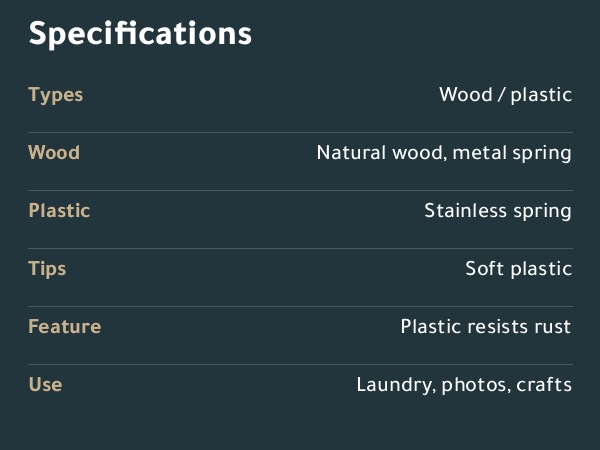 Specifications
Types Wood / plastic
Wood Natural wood, metal spring
Plastic Stainless spring
Tips Soft plastic
Feature Plastic resists rust
Use Laundry, photos, crafts